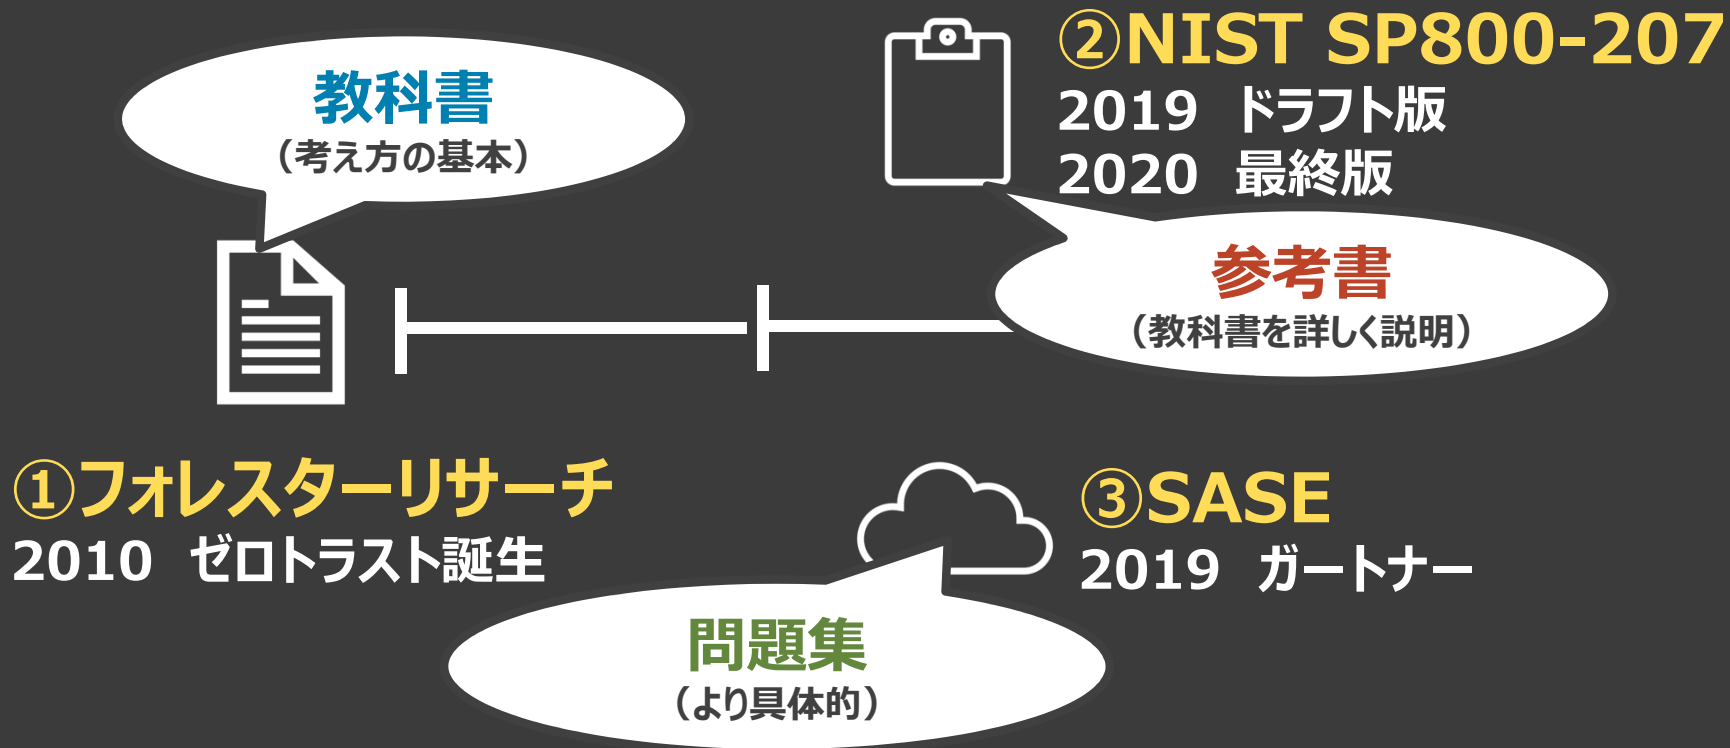 教科書
（考え方の基本）
②NIST SP800-207
2019 ドラフト版
2020 最終版
参考書
（教科書を詳しく説明）
①フォレスターリサーチ
2010 ゼロトラスト誕生
③SASE
2019 ガートナー
問題集
（より具体的）